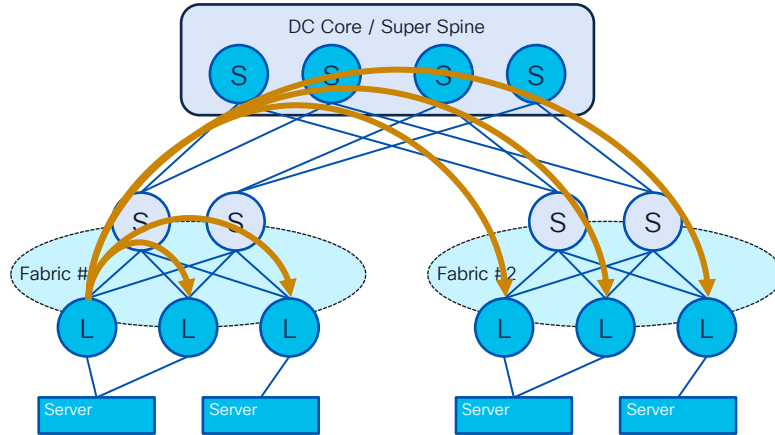 DC Core / Super Spine
S S S S
S S S S
Fabric # Fabric #2
L L L L L L
Server Server Server Server